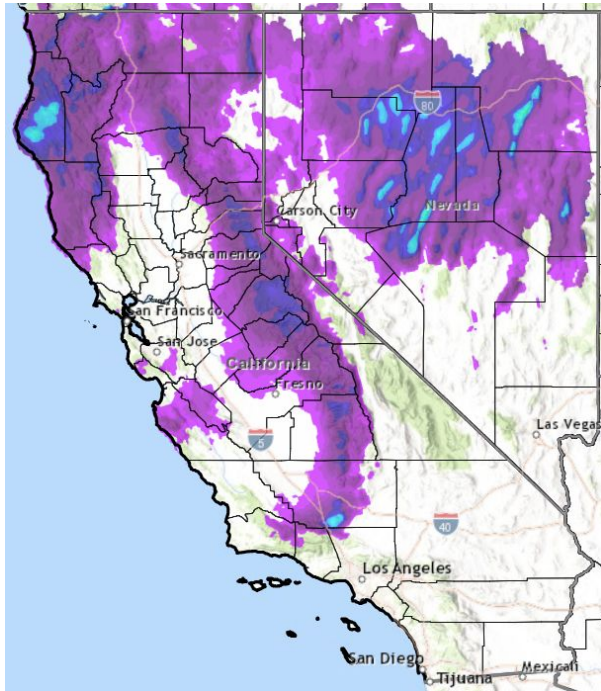 80
Nevada
Carson City
Sacramento
San Francisco
San Jose
California
Fresno
5
Las Vegas
40
Los Angeles
San Diego
Tijuana
Mexicali